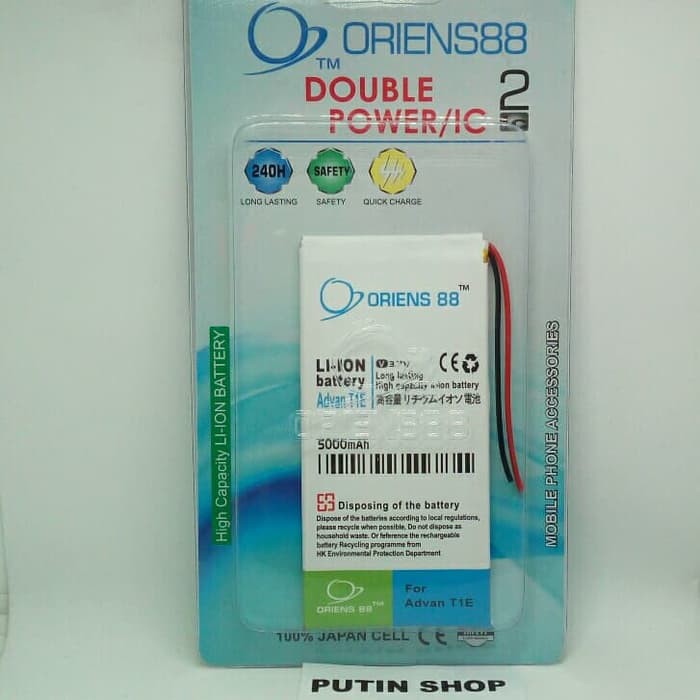 ORIENS88
TM
DOUBLE
POWER/IC
2
240H
SAFETY
LONG LASTING
SAFETY
QUICK CHARGE
ORIENS 88 TM
LI-ION
battery
Advan T1E
Long lasting
High capacity li-ion battery
高容量リチウムイオン電池
5000mAh
Disposing of the battery
Dispose of the batteries according to local regulations,
please recycle when possible, Do not dispose as
household waste. Or feference the rechargeable
battery Recycling programme from
HK Environmental Protection Department
ORIENS 88 TM
For
Advan T1E
High Capacity LI-ION BATTERY
MOBILE PHONE ACCESSORIES
100% JAPAN CELL CE
PUTIN SHOP